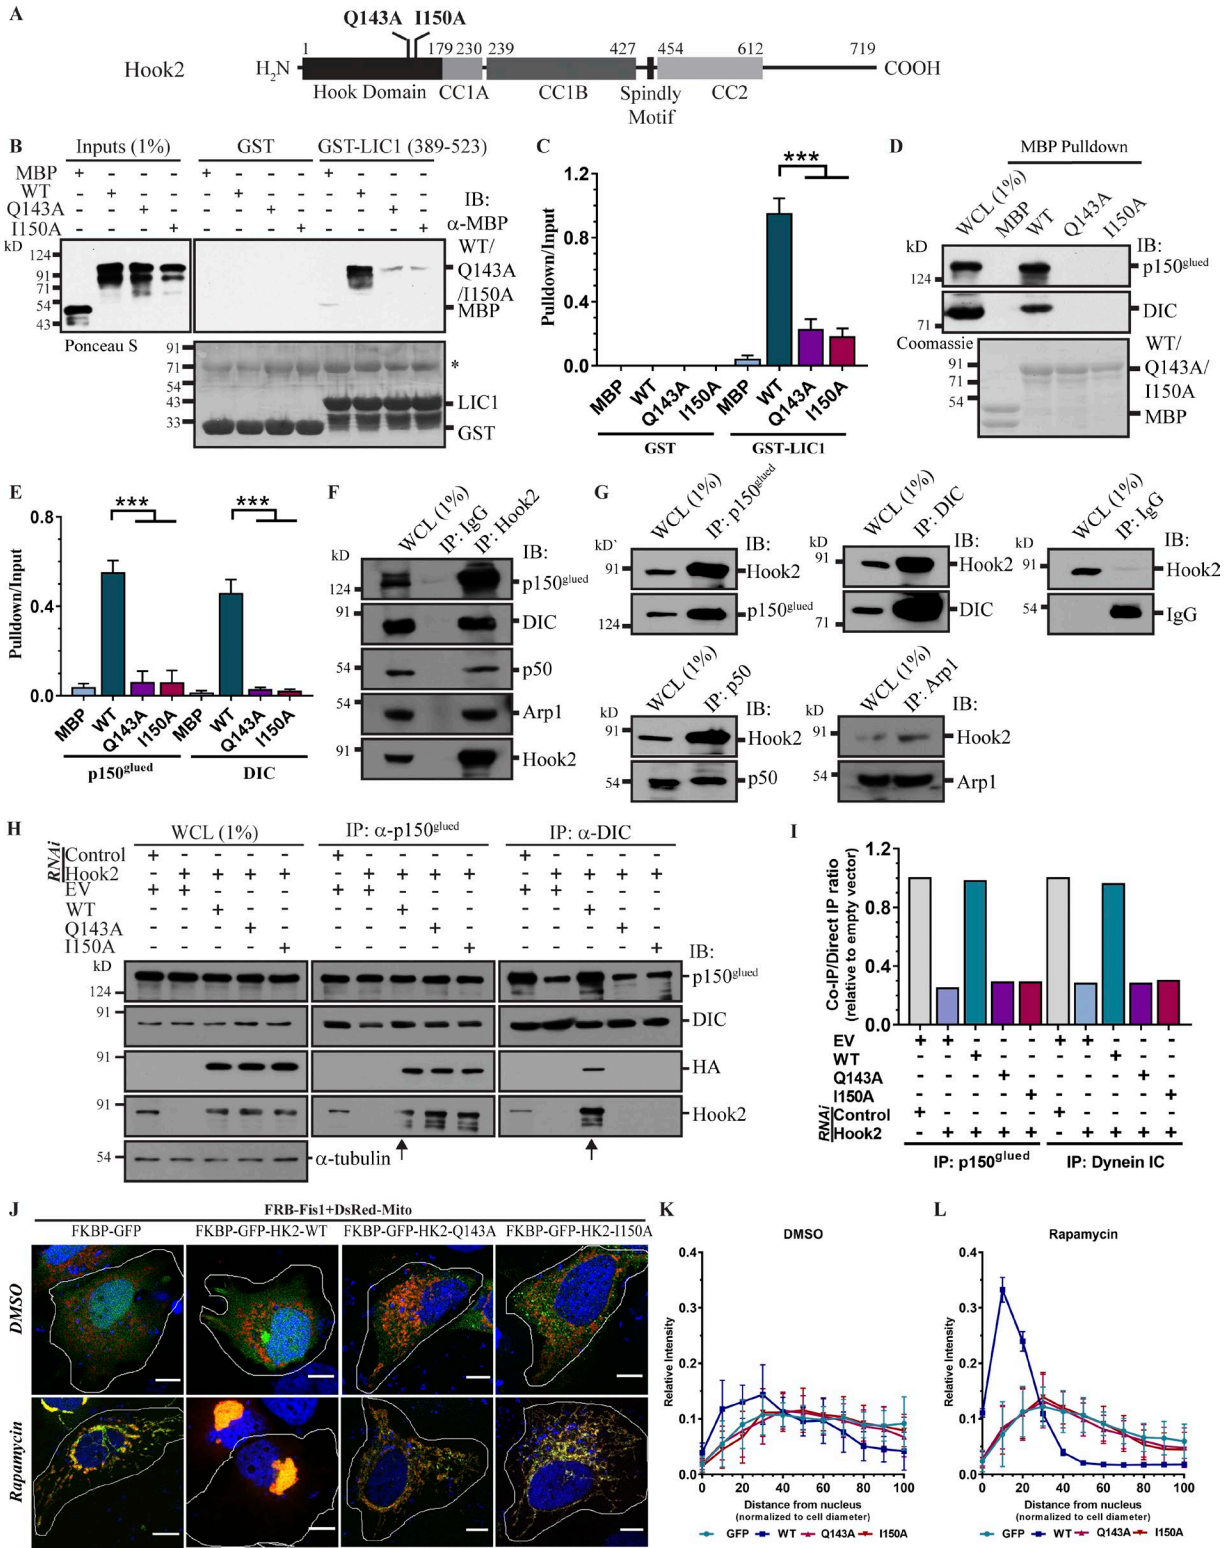 A
Q143A I150A
1 179 230 239 427 454 612 719
Hook2 H2N COOH
Hook Domain CC1A CC1B Spindly Motif CC2
B
Inputs (1%) GST GST-LIC1 (389-523)
MBP + - - - + - - - + - - -
WT - + - - - + - - - + - -
Q143A - - + - - - + - - - + -
I150A - - - + - - - + - - - +
IB:
α-MBP
kD
124
91
71
54
43
WT/
Q143A
/I150A
MBP
Ponceau S
91
71
43
33
*
LIC1
GST
C
Pulldown/Input
1.2
0.8
0.4
0.0
***
MBP WT Q143A I150A MBP WT Q143A I150A
GST GST-LIC1
D
MBP Pulldown
WCL (1%) MBP WT Q143A I150A
kD IB:
124 p150glued
71 DIC
Coomassie
91
71
54
WT/
Q143A/
I150A
MBP
E
Pulldown/Input
0.8
0.4
0.0
*** ***
MBP WT Q143A I150A MBP WT Q143A I150A
p150glued DIC
F
WCL (1%) IP: IgG IP: Hook2
kD IB:
124 p150glued
91 DIC
54 p50
54 Arp1
91 Hook2
G
WCL (1%) IP: p150glued
kD` IB:
91 Hook2
124 p150glued
WCL (1%) IP: DIC
kD IB:
91 Hook2
71 DIC
WCL (1%) IP: IgG
kD IB:
91 Hook2
54 IgG
WCL (1%) IP: p50
kD IB:
91 Hook2
54 p50
WCL (1%) IP: Arp1
kD IB:
91 Hook2
54 Arp1
H
WCL (1%) IP: α-p150glued IP: α-DIC
RNAi
Control + - - - - + - - - - + - - - -
Hook2 - + + + + - + + + + - + + + +
EV + + - - - + + - - - + + - - -
WT - - + - - - - + - - - - + - -
Q143A - - - + - - - - + - - - - + -
I150A - - - - + - - - - + - - - - +
IB:
kD
124 p150glued
91 DIC
91 HA
91 Hook2
54 α-tubulin
I
Co-IP/Direct IP ratio
(relative to empty vector)
1.2
0.8
0.4
0.0
EV + + - - - + + - - -
WT - - + - - - - + - -
Q143A - - - + - - - - + -
I150A - - - - + - - - - +
RNAi
Control + - - - - + - - - -
Hook2 - + + + + - + + + +
IP: p150glued IP: Dynein IC
J
FRB-Fis1+DsRed-Mito
FKBP-GFP FKBP-GFP-HK2-WT FKBP-GFP-HK2-Q143A FKBP-GFP-HK2-I150A
DMSO
Rapamycin
K
DMSO
Relative Intensity
0.4
0.3
0.2
0.1
0.0
0 20 40 60 80 100
Distance from nucleus
(normalized to cell diameter)
GFP WT Q143A I150A
L
Rapamycin
Relative Intensity
0.4
0.3
0.2
0.1
0.0
0 20 40 60 80 100
Distance from nucleus
(normalized to cell diameter)
GFP WT Q143A I150A